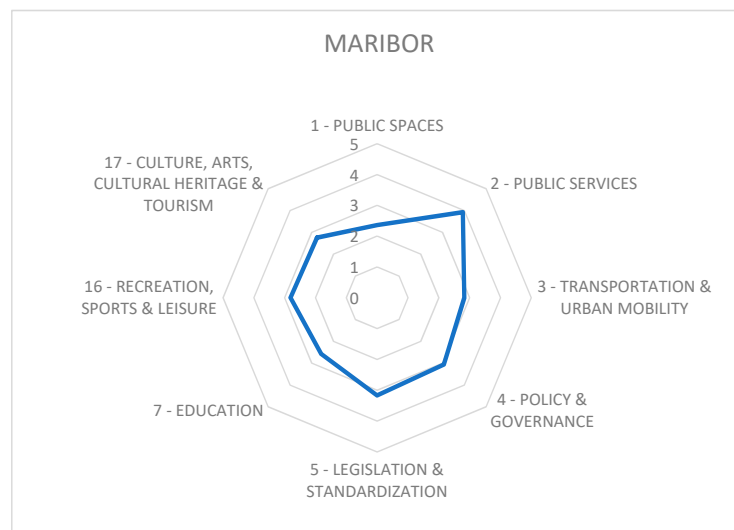 MARIBOR
1 - PUBLIC SPACES
2 - PUBLIC SERVICES
3 - TRANSPORTATION &
URBAN MOBILITY
4 - POLICY &
GOVERNANCE
5 - LEGISLATION &
STANDARDIZATION
7 - EDUCATION
16 - RECREATION,
SPORTS & LEISURE
17 - CULTURE, ARTS,
CULTURAL HERITAGE &
TOURISM
5
4
3
2
1
0